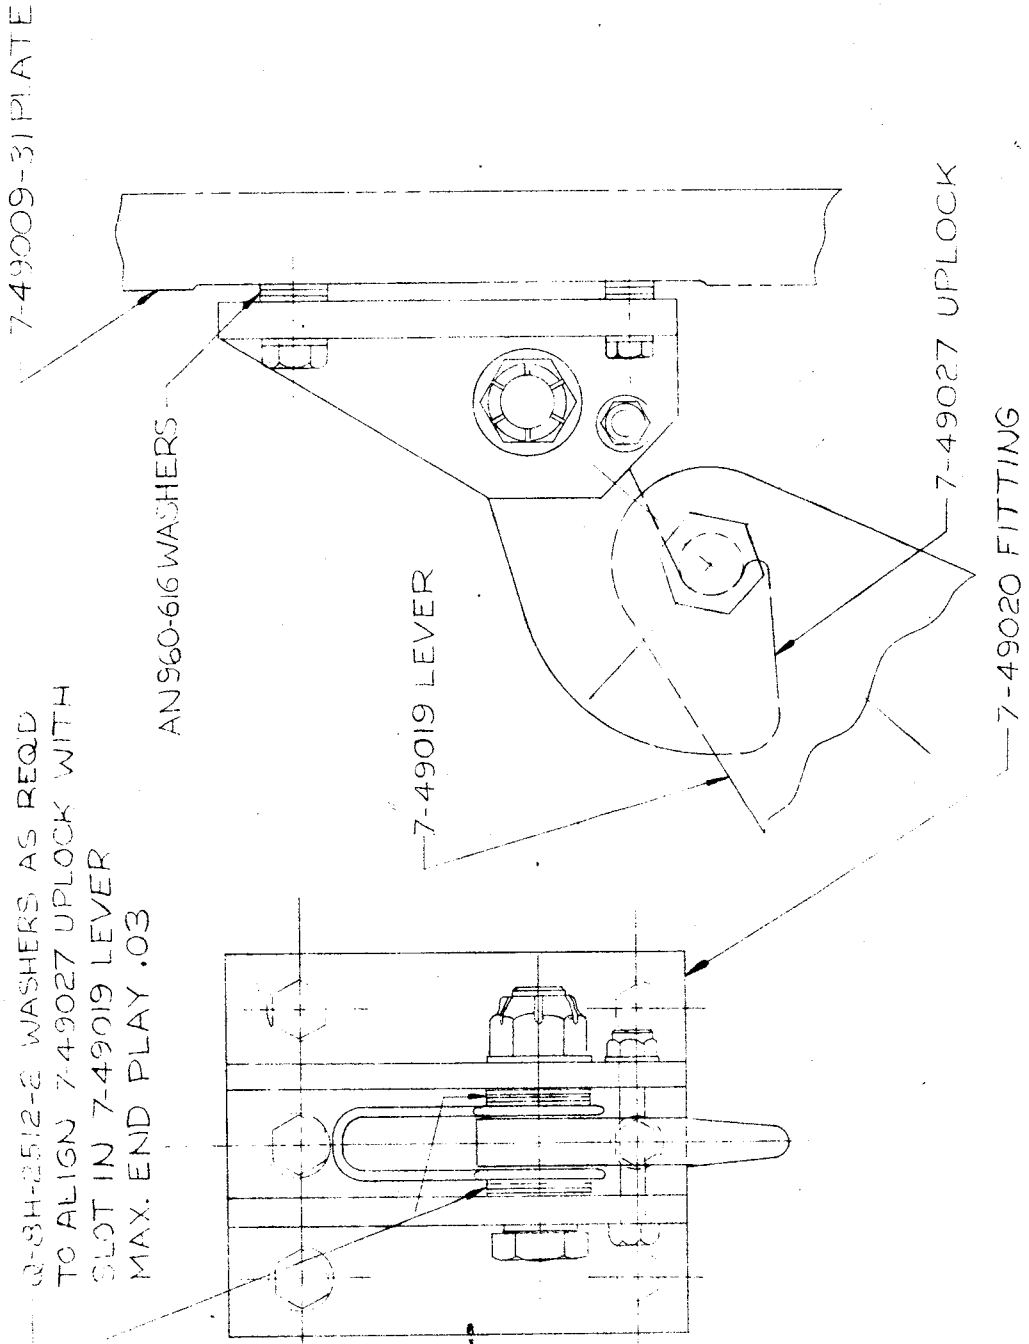 7-49009-31 PLATE
AN960-616 WASHERS
7-49027 UPLOCK
7-49019 LEVER
7-49020 FITTING
WASHERS AS REQD
TO ALIGN 7-49027 UPLOCK WITH
SLOT IN 7-49019 LEVER
MAX. END PLAY .03